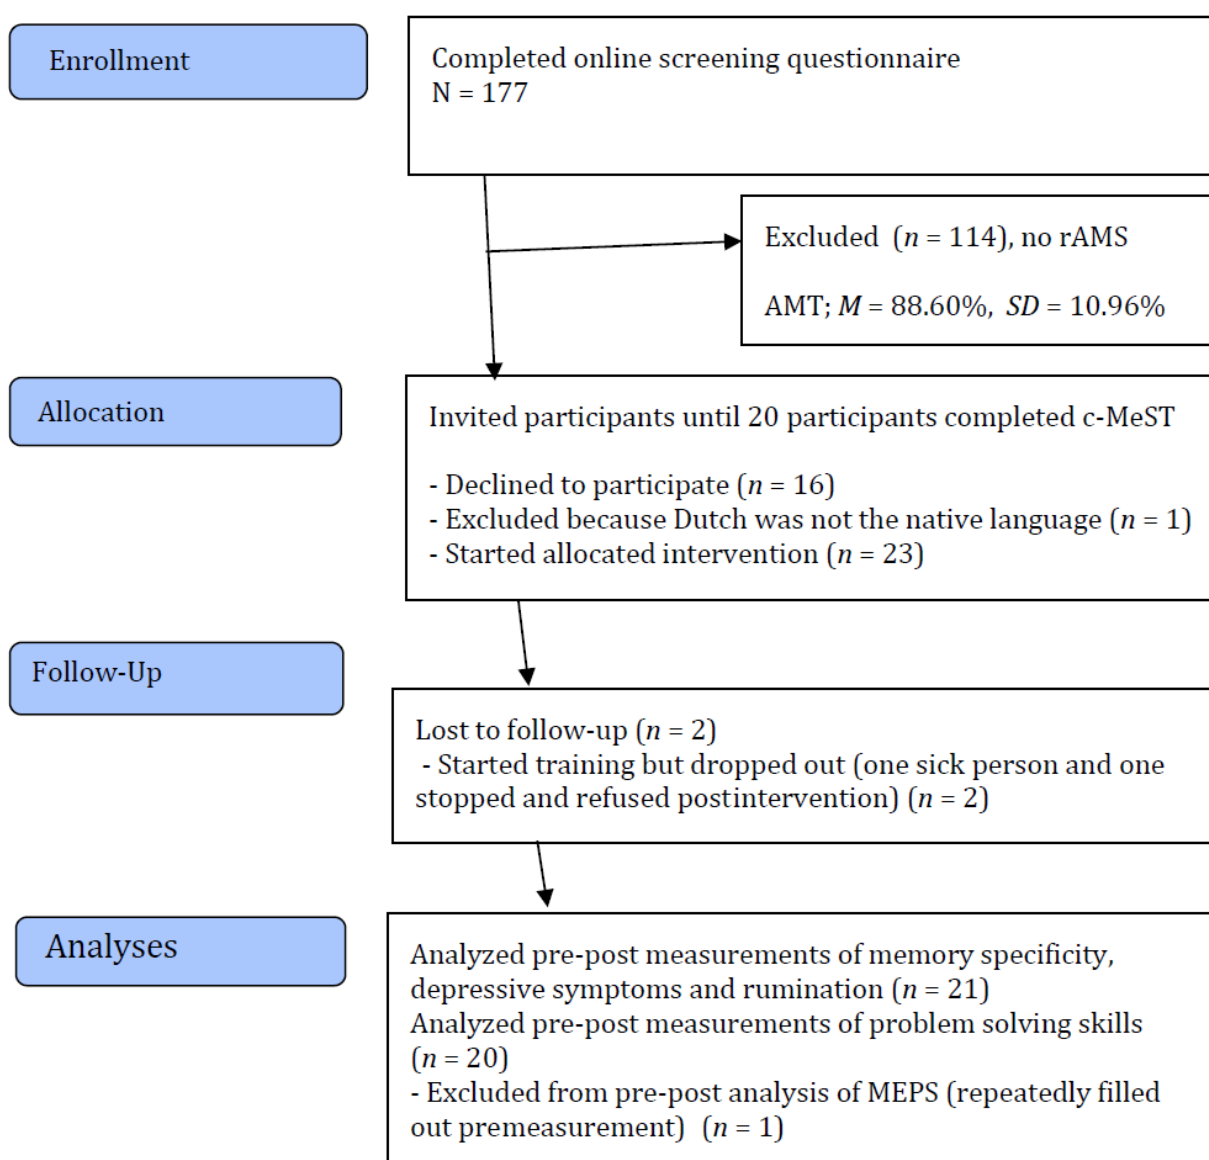 Enrollment
Completed online screening questionnaire
N = 177
Excluded (n = 114), no rAMS
AMT; M = 88.60%, SD = 10.96%
Allocation
Invited participants until 20 participants completed c-MeST
- Declined to participate (n = 16)
- Excluded because Dutch was not the native language (n = 1)
- Started allocated intervention (n = 23)
Follow-Up
Lost to follow-up (n = 2)
- Started training but dropped out (one sick person and one
stopped and refused postintervention) (n = 2)
Analyses
Analyzed pre-post measurements of memory specificity,
depressive symptoms and rumination (n = 21)
Analyzed pre-post measurements of problem solving skills
(n = 20)
- Excluded from pre-post analysis of MEPS (repeatedly filled
out premeasurement) (n = 1)